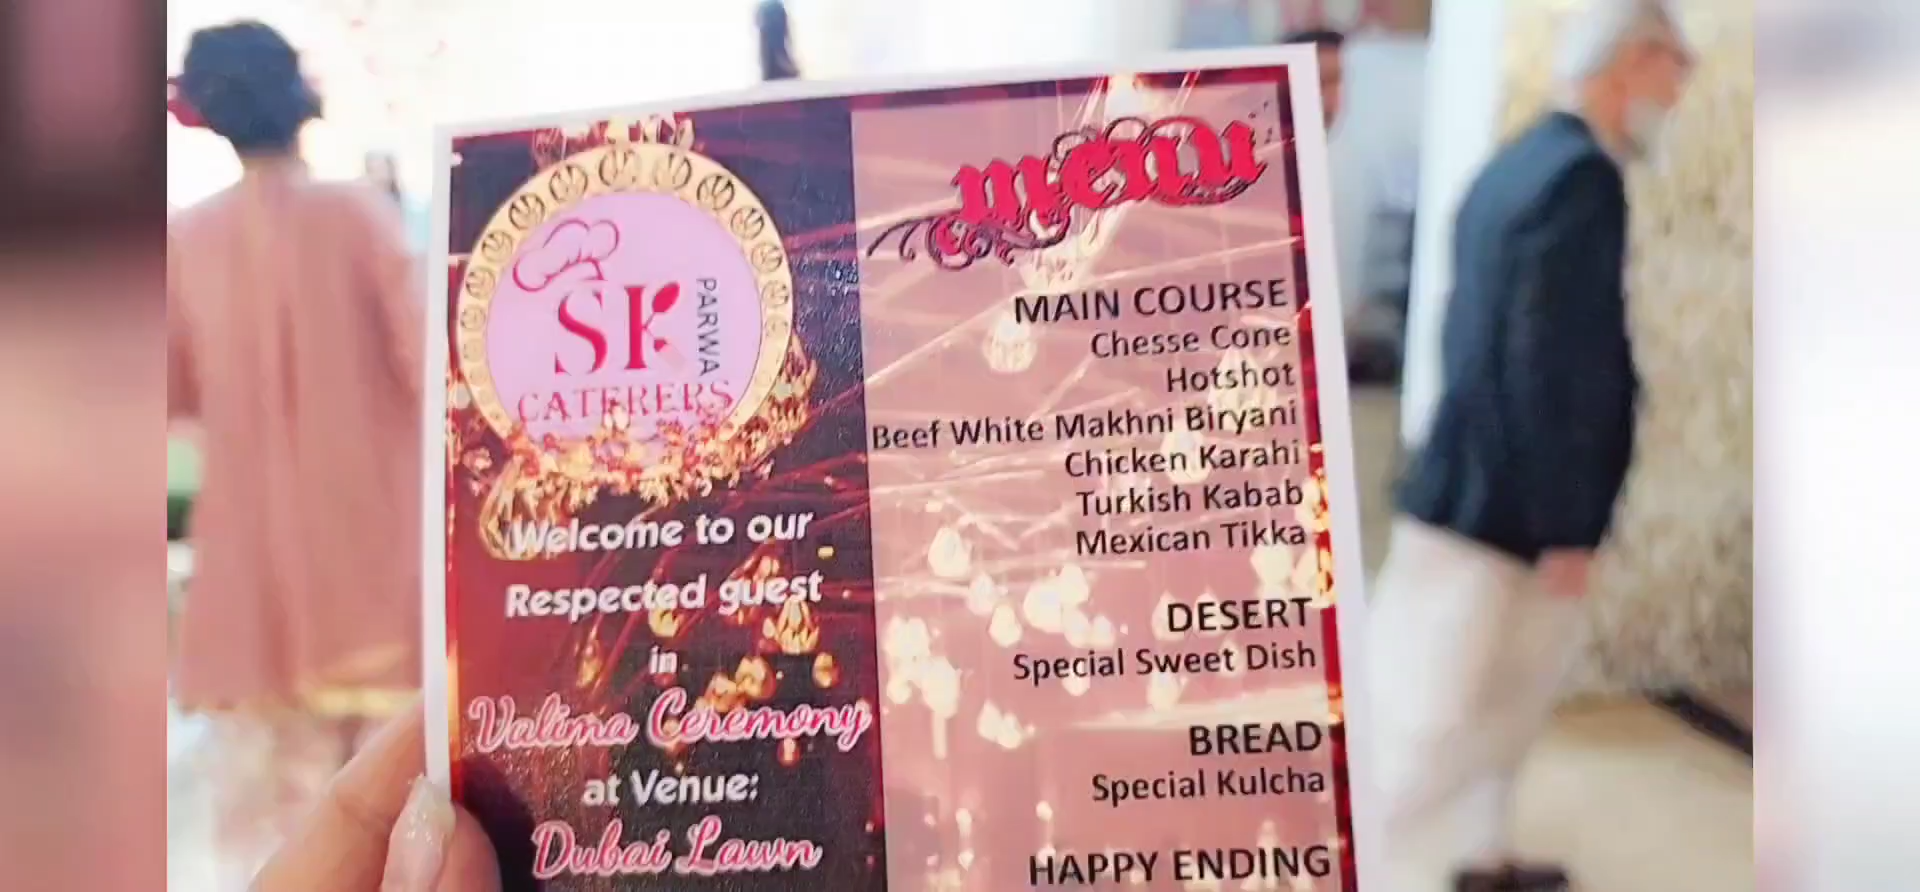 SK
PARWA
CATERERS
Welcome to our
Respected guest
in
Valima Ceremony
at Venue:
Dubai Lawn
menu
MAIN COURSE
Chesse Cone
Hotshot
Beef White Makhni Biryani
Chicken Karahi
Turkish Kabab
Mexican Tikka
DESERT
Special Sweet Dish
BREAD
Special Kulcha
HAPPY ENDING